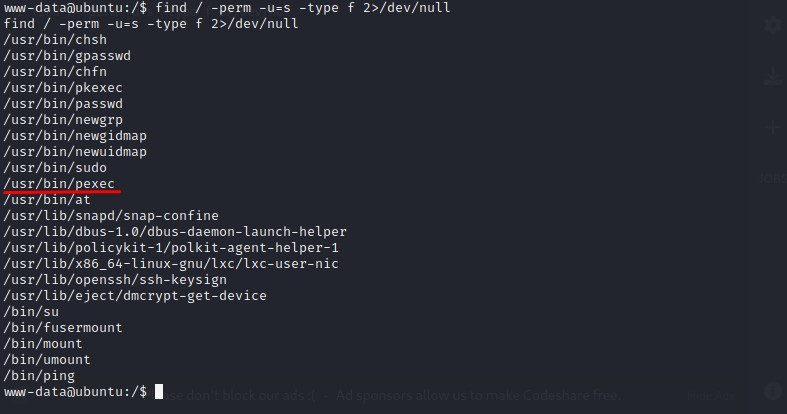 www-data@ubuntu:/$ find / -perm -u=s -type f 2>/dev/null
find / -perm -u=s -type f 2>/dev/null
/usr/bin/chsh
/usr/bin/gpasswd
/usr/bin/chfn
/usr/bin/pkexec
/usr/bin/passwd
/usr/bin/newgrp
/usr/bin/newgidmap
/usr/bin/newuidmap
/usr/bin/sudo
/usr/bin/pexec
/usr/bin/at
/usr/lib/snapd/snap-confine
/usr/lib/dbus-1.0/dbus-daemon-launch-helper
/usr/lib/policykit-1/polkit-agent-helper-1
/usr/lib/x86_64-linux-gnu/lxc/lxc-user-nic
/usr/lib/openssh/ssh-keysign
/usr/lib/eject/dmcrypt-get-device
/bin/su
/bin/fusermount
/bin/mount
/bin/umount
/bin/ping
www-data@ubuntu:/$ don't block our ads :( - Ad sponsors allow us to make Codeshare free.